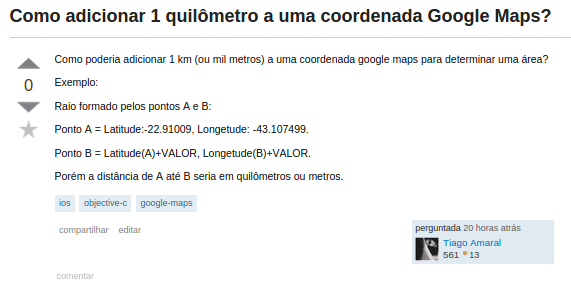 Como adicionar 1 quilômetro a uma coordenada Google Maps?
Como poderia adicionar 1 km (ou mil metros) a uma coordenada google maps para determinar uma área?
0
Exemplo:
Raio formado pelos pontos A e B:
Ponto A = Latitude:-22.91009, Longetude: -43.107499.
Ponto B = Latitude(A)+VALOR, Longetude(B)+VALOR.
Porém a distância de A até B seria em quilômetros ou metros.
ios objective-c google-maps
compartilhar editar
perguntada 20 horas atrás
Tiago Amaral
561 13
comentar